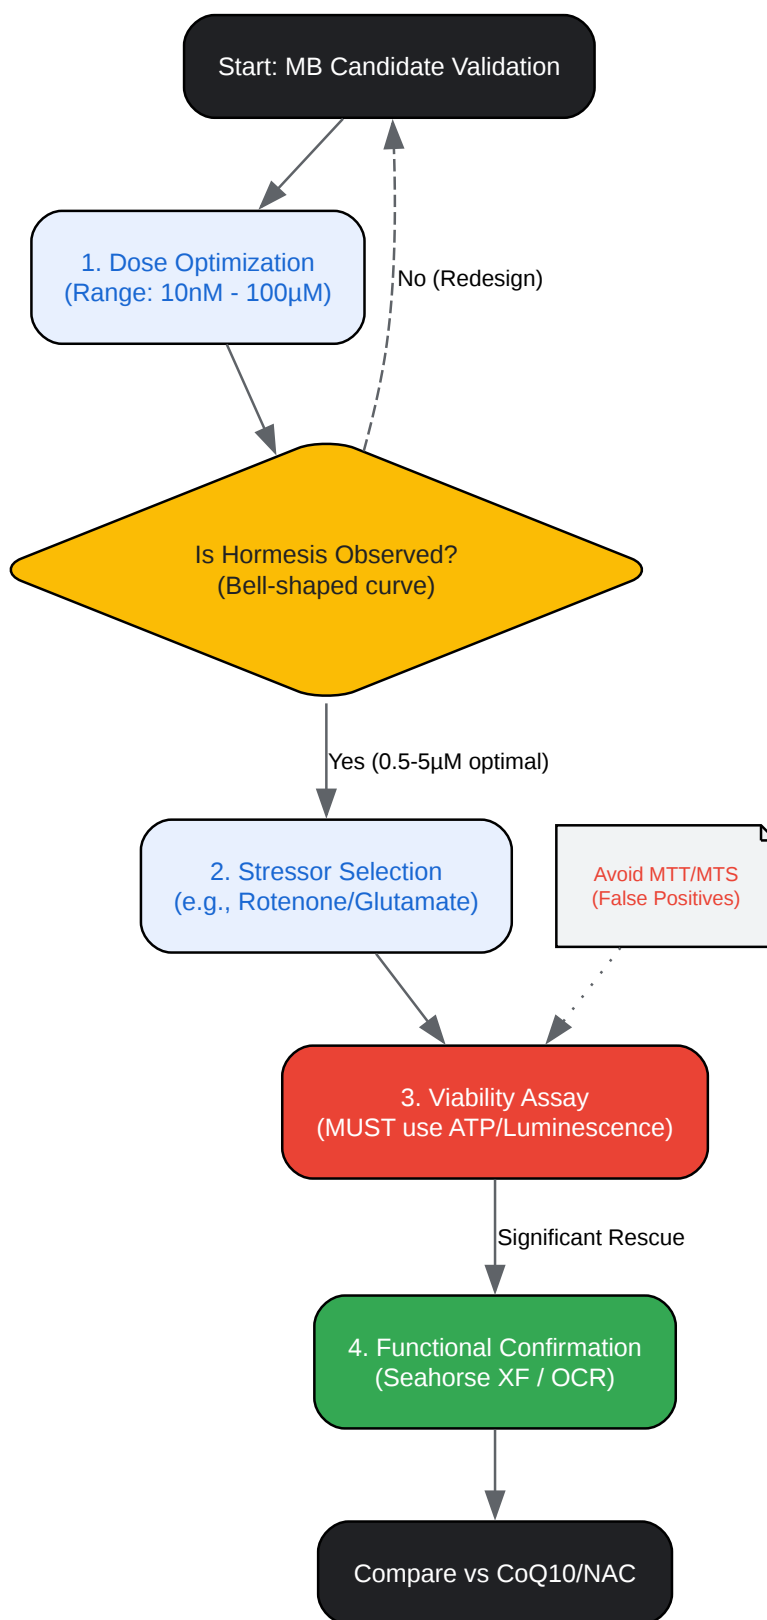 Start: MB Candidate Validation
1. Dose Optimization
(Range: 10nM - 100µM)
No (Redesign)
Is Hormesis Observed?
(Bell-shaped curve)
Yes (0.5-5µM optimal)
2. Stressor Selection
(e.g., Rotenone/Glutamate)
Avoid MTT/MTS
(False Positives)
3. Viability Assay
(MUST use ATP/Luminescence)
Significant Rescue
4. Functional Confirmation
(Seahorse XF / OCR)
Compare vs CoQ10/NAC